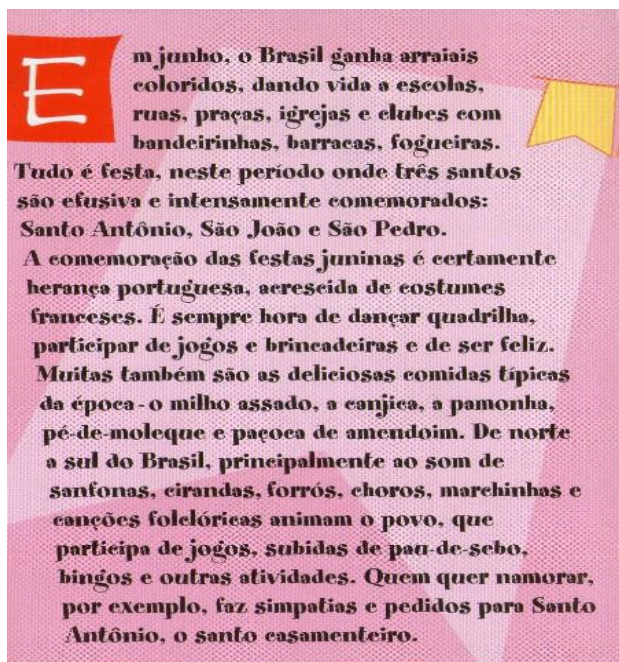 Em junho, o Brasil ganha arraiais
coloridos, dando vida a escolas,
ruas, praças, igrejas e clubes com
bandeirinhas, barracas, fogueiras.
Tudo é festa, neste período onde três santos
são efusiva e intensamente comemorados:
Santo Antônio, São João e São Pedro.
A comemoração das festas juninas é certamente
herança portuguesa, acrescida de costumes
franceses. É sempre hora de dançar quadrilha,
participar de jogos e brincadeiras e de ser feliz.
Muitas também são as deliciosas comidas típicas
da época - o milho assado, a canjica, a pamonha,
pé-de-moleque e paçoca de amendoim. De norte
a sul do Brasil, principalmente ao som de
sanfonas, cirandas, forrós, choros, marchinhas e
canções folclóricas animam o povo, que
participa de jogos, subidas de pau-de-sebo,
bingos e outras atividades. Quem quer namorar,
por exemplo, faz simpatias e pedidos para Santo
Antônio, o santo casamenteiro.